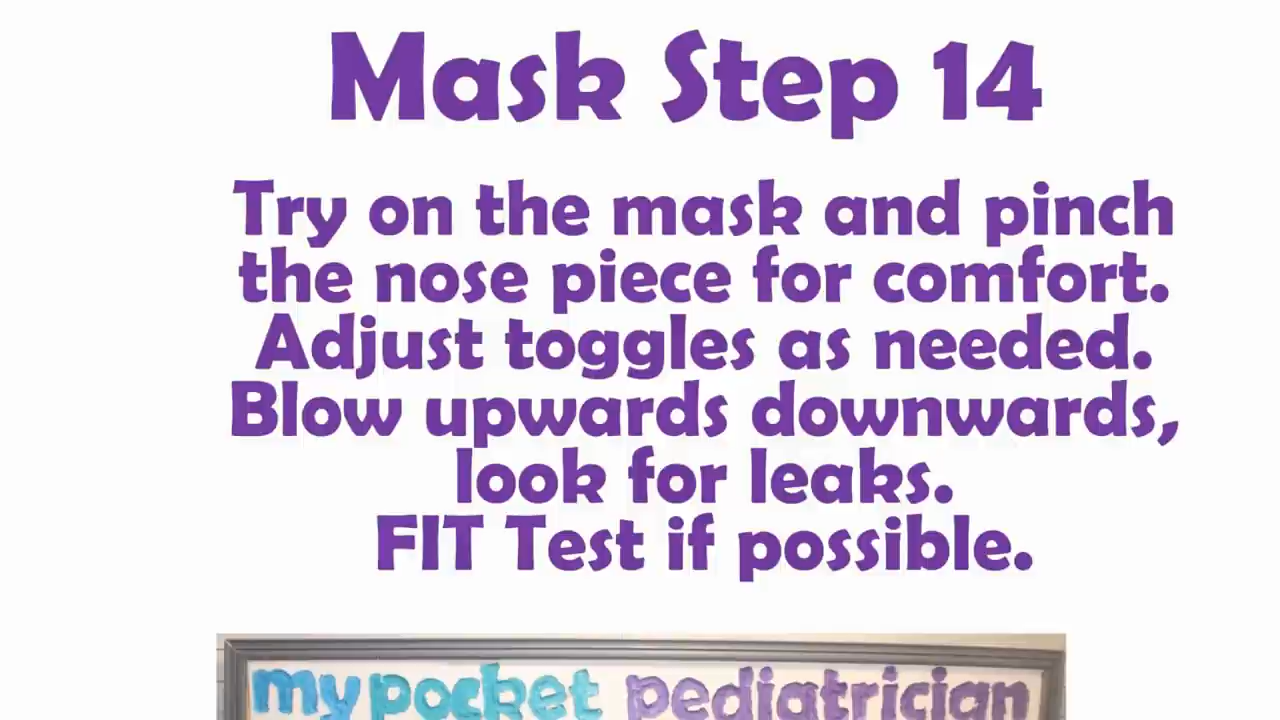 Mask Step 14
Try on the mask and pinch
the nose piece for comfort.
Adjust toggles as needed.
Blow upwards downwards,
look for leaks.
FIT Test if possible.
my pocket pediatrician